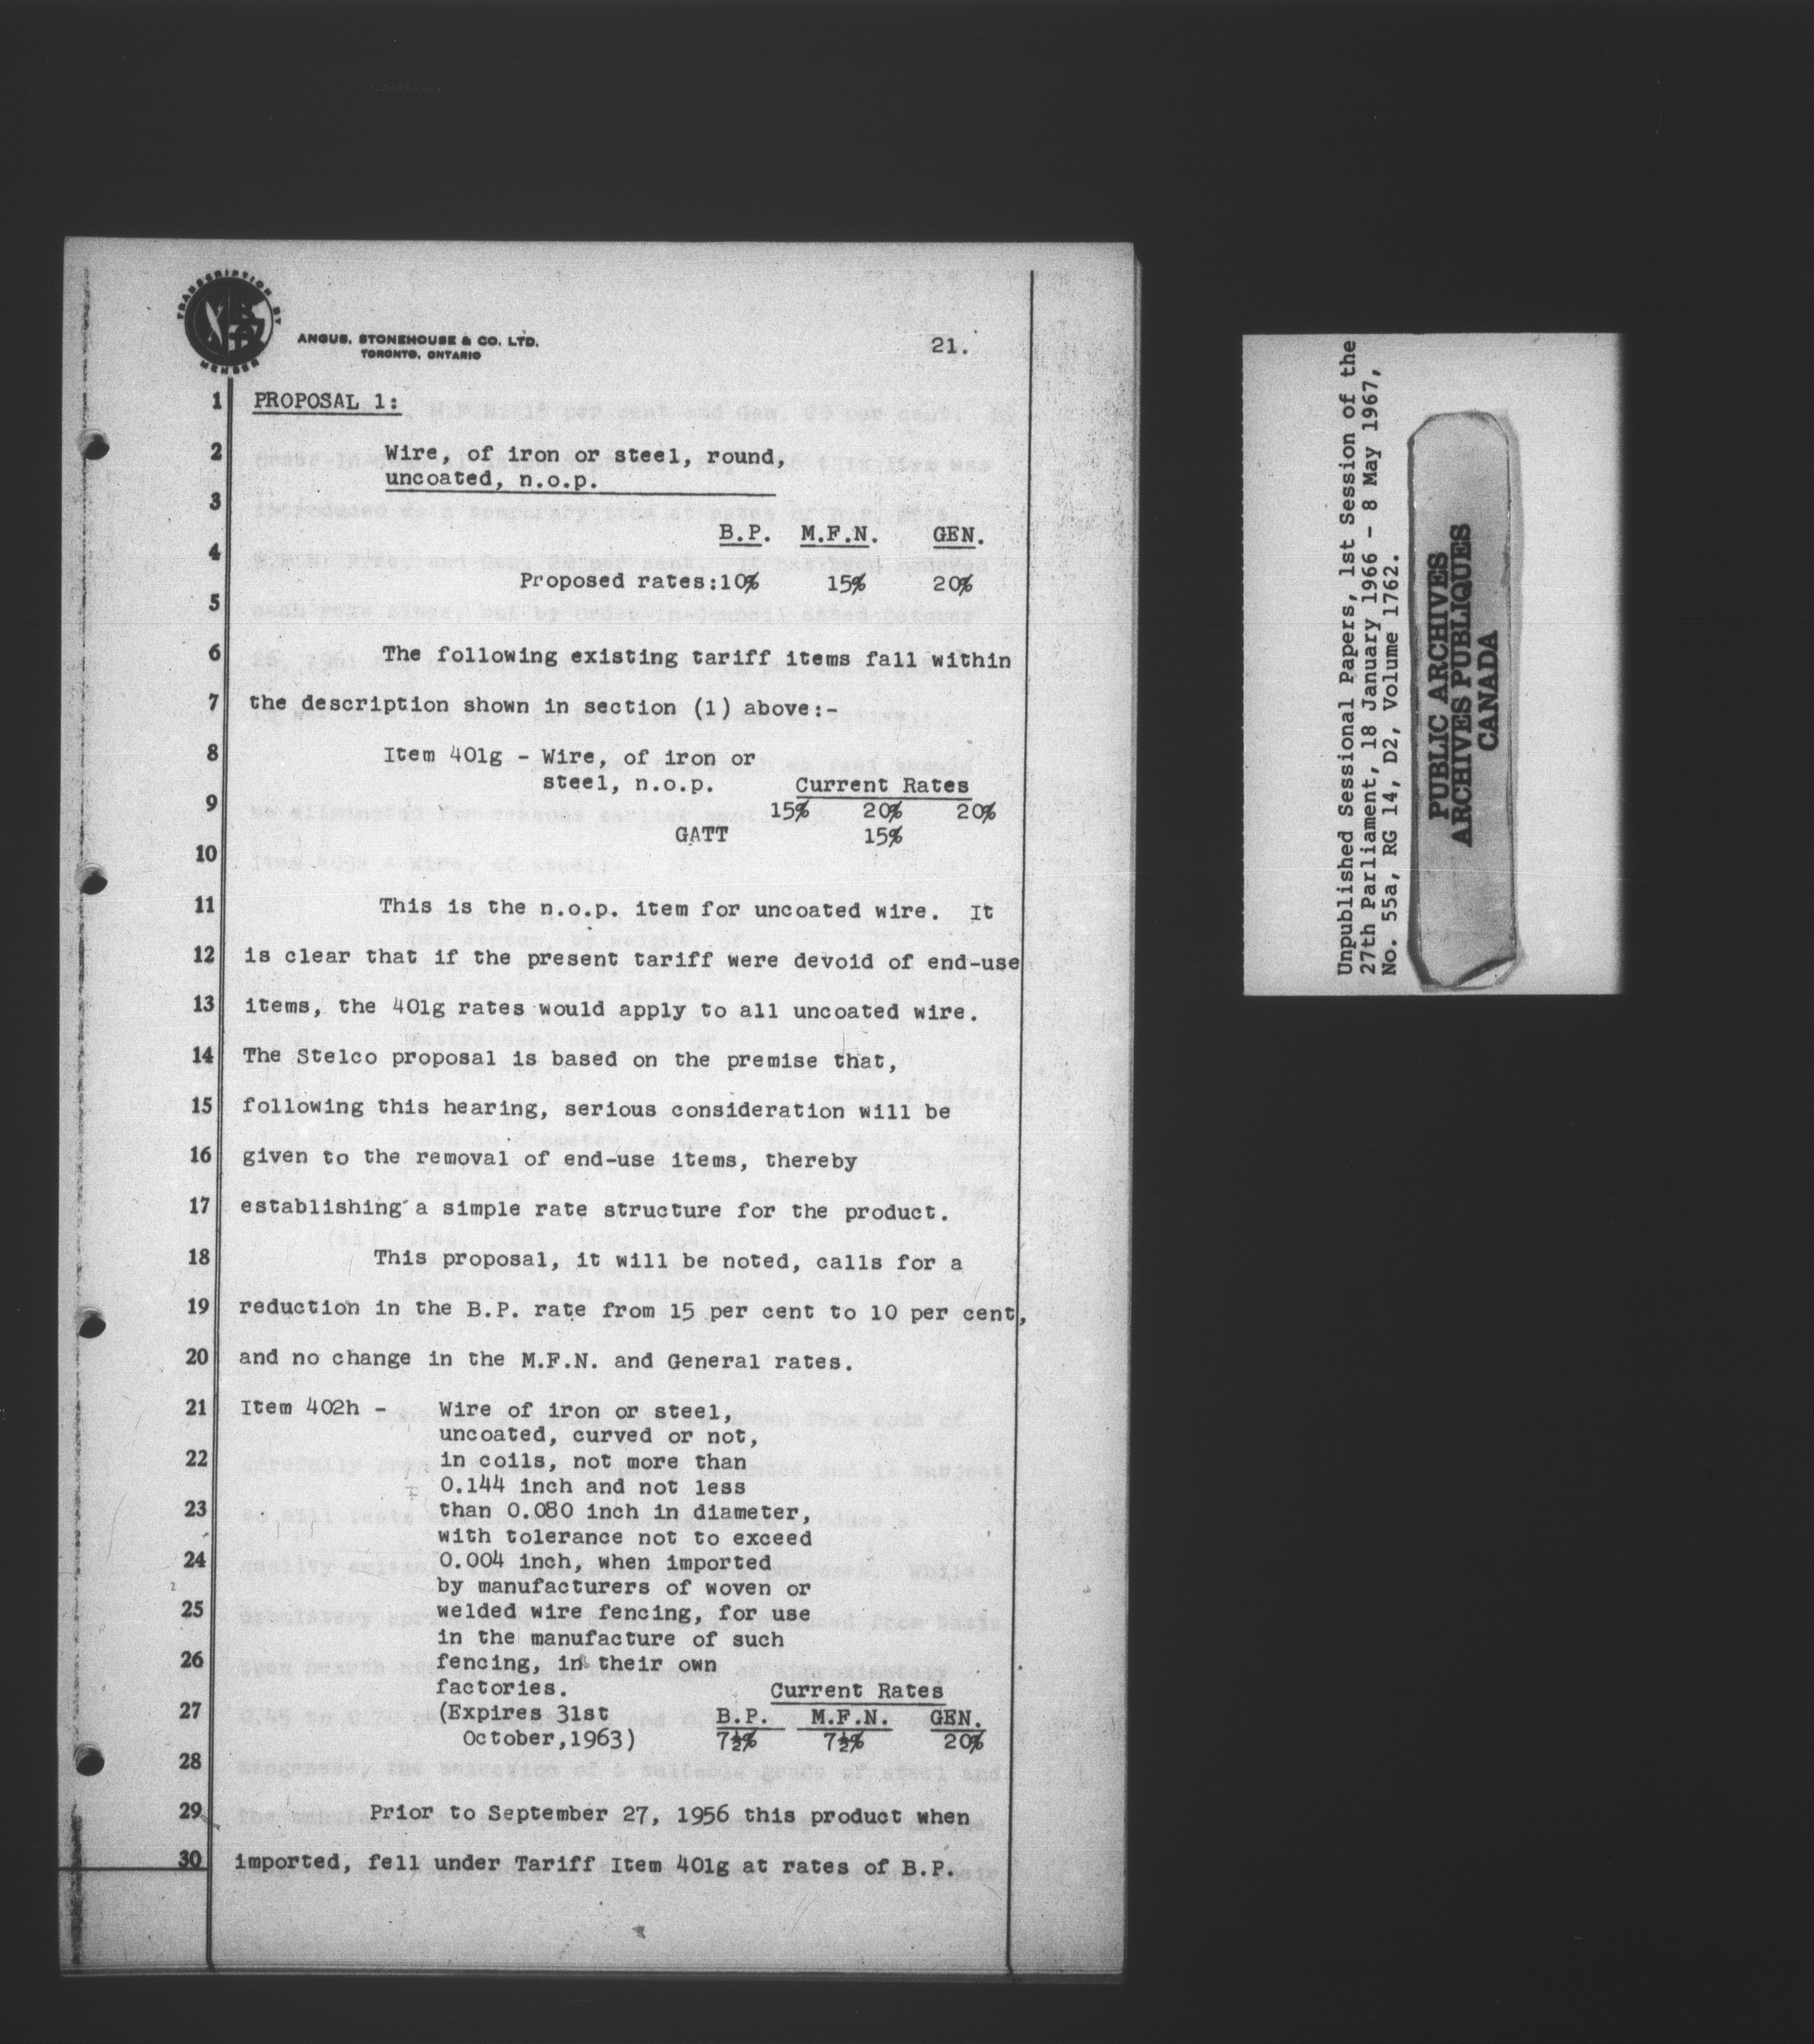 TRANSCRIPTION BY
MEMBER
ANGUS, STONEHOUSE & CO. LTD.
TORONTO, ONTARIO
21.
1 PROPOSAL 1:
2 Wire, of iron or steel, round,
uncoated, n.o.p.
3
B.P. M.F.N. GEN.
4
Proposed rates: 10% 15% 20%
5
6 The following existing tariff items fall within
7 the description shown in section (1) above:-
8 Item 401g - Wire, of iron or
steel, n.o.p. Current Rates
9 15% 20% 20%
GATT 15%
10
11 This is the n.o.p. item for uncoated wire. It
12 is clear that if the present tariff were devoid of end-use
13 items, the 401g rates would apply to all uncoated wire.
14 The Stelco proposal is based on the premise that,
15 following this hearing, serious consideration will be
16 given to the removal of end-use items, thereby
17 establishing a simple rate structure for the product.
18 This proposal, it will be noted, calls for a
19 reduction in the B.P. rate from 15 per cent to 10 per cent,
20 and no change in the M.F.N. and General rates.
21 Item 402h - Wire of iron or steel,
uncoated, curved or not,
22 in coils, not more than
0.144 inch and not less
23 than 0.080 inch in diameter,
with tolerance not to exceed
24 0.004 inch, when imported
by manufacturers of woven or
25 welded wire fencing, for use
in the manufacture of such
26 fencing, in their own
factories. Current Rates
27 (Expires 31st B.P. M.F.N. GEN.
October, 1963) 7½% 7½% 20%
28
29 Prior to September 27, 1956 this product when
30 imported, fell under Tariff Item 401g at rates of B.P.
Unpublished Sessional Papers, 1st Session of the
27th Parliament, 18 January 1966 - 8 May 1967,
No. 55a, RG 14, D2, Volume 1762.
PUBLIC ARCHIVES
ARCHIVES PUBLIQUES
CANADA